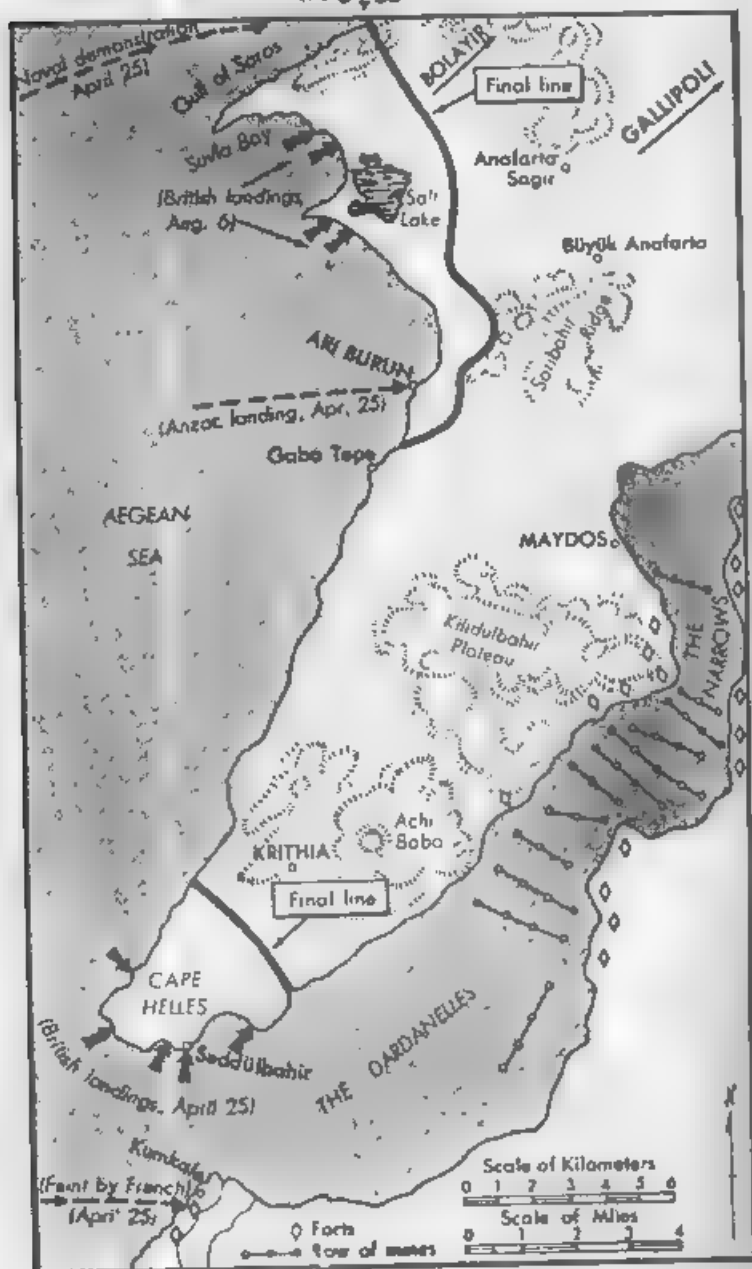 Naval demonstration
April 25)
Gulf of Saros
BOLAYIR
Final line
GALLIPOLI
Suvla Bay
Anafarta
Sagir
(British landings,
Aug. 6)
Salt
Lake
Büyük Anafarta
Sarıbahir
Ridge
ARI BURUN
(Anzac landing, Apr. 25)
Gaba Tepe
AEGEAN
SEA
MAYDOS
THE
NARROWS
Kilidulbahir
Plateau
Achi
Baba
KRITHIA
Final line
CAPE
HELLES
Seddülbahir
(British landings, April 25)
THE DARDANELLES
Kumkale
(Feint by French)
(April 25)
Scale of Kilometers
0 1 2 3 4 5 6
Scale of Miles
0 1 2 3 4
Forts
Row of mines
N